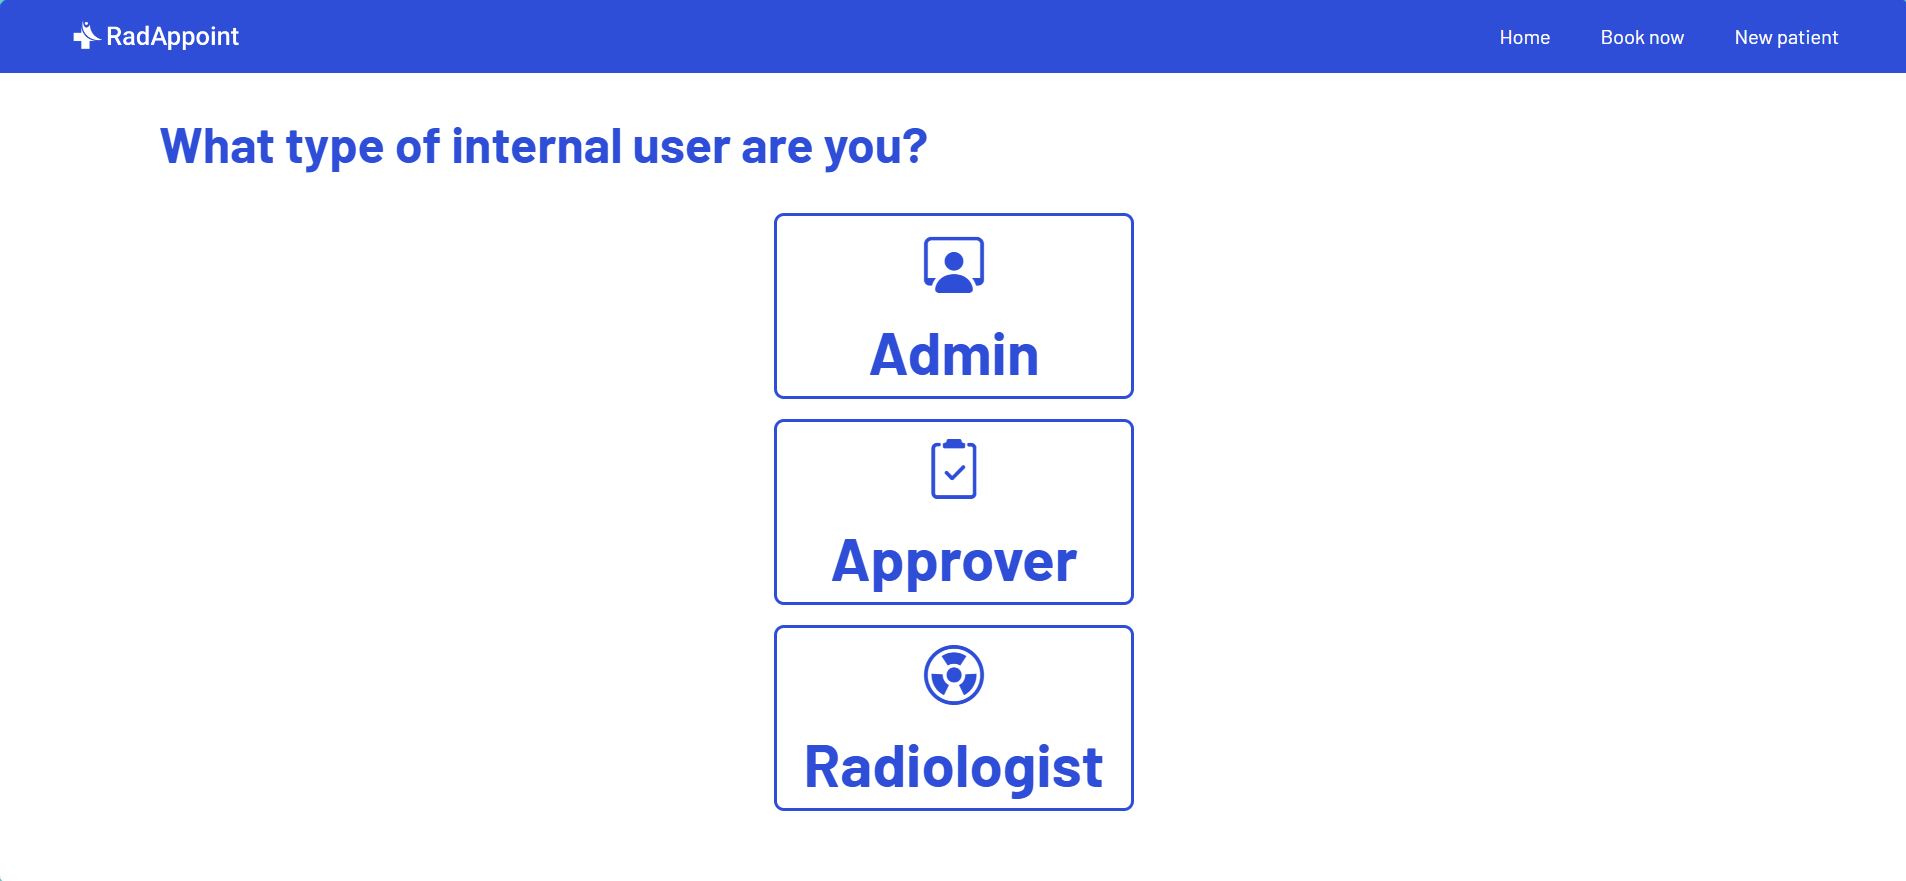 RadAppoint
Home Book now New patient
What type of internal user are you?
Admin
Approver
Radiologist